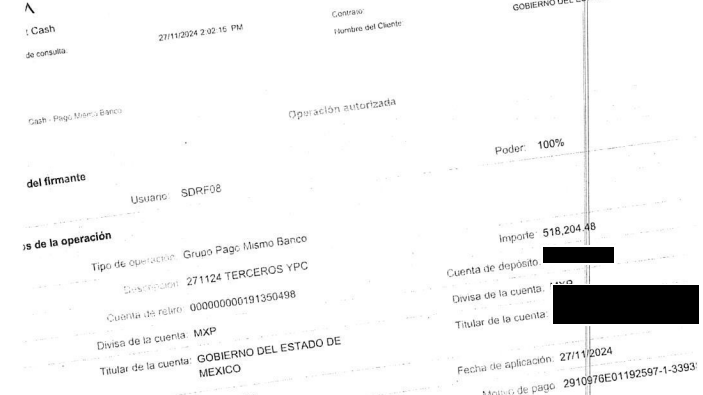 t Cash
de consulta:
27/11/2024 2:02:15 PM
Contrato:
Nombre del Cliente:
GOBIERNO DEL
Cash - Pago Mismo Banco
Operación autorizada
del firmante
Usuario: SDRF08
Poder: 100%
os de la operación
Tipo de operación: Grupo Pago Mismo Banco
Importe: 518,204.48
Descripción: 271124 TERCEROS YPC
Cuenta de depósito:
Cuenta de retiro: 000000000191350498
Divisa de la cuenta: MXP
Divisa de la cuenta: MXP
Titular de la cuenta:
Titular de la cuenta: GOBIERNO DEL ESTADO DE
MEXICO
Fecha de aplicación: 27/11/2024
Motivo de pago: 2910976E01192597-1-3393